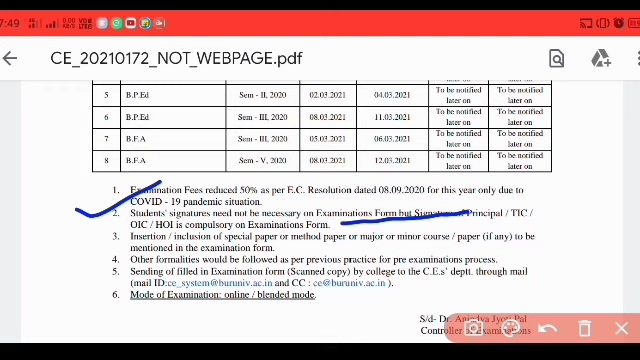 7:49
CE_20210172_NOT_WEBPAGE.pdf
later on later on
5 B.P.Ed Sem - II, 2020 02.03.2021 04.03.2021 To be notified later on To be notified later on
6 B.P.Ed Sem - III, 2020 08.03.2021 11.03.2021 To be notified later on To be notified later on
7 B.F.A Sem - III, 2020 05.03.2021 06.03.2021 To be notified later on To be notified later on
8 B.F.A Sem - V, 2020 08.03.2021 12.03.2021 To be notified later on To be notified later on
1. Examination Fees reduced 50% as per E.C. Resolution dated 08.09.2020 for this year only due to
COVID - 19 pandemic situation.
2. Students' signatures need not be necessary on Examinations Form but Signature of Principal / TIC /
OIC / HOI is compulsory on Examinations Form.
3. Insertion / inclusion of special paper or method paper or major or minor course / paper (if any) to be
mentioned in the examination form.
4. Other formalities would be followed as per previous practice for pre examinations process.
5. Sending of filled in Examination form (Scanned copy) by college to the C.Es' deptt. through mail
(mail ID:ce_system@buruniv.ac.in and CC : ce@buruniv.ac.in ).
6. Mode of Examination: online / blended mode.
S/d- Dr. Anindya Jyoti Pal
Controller of Examinations